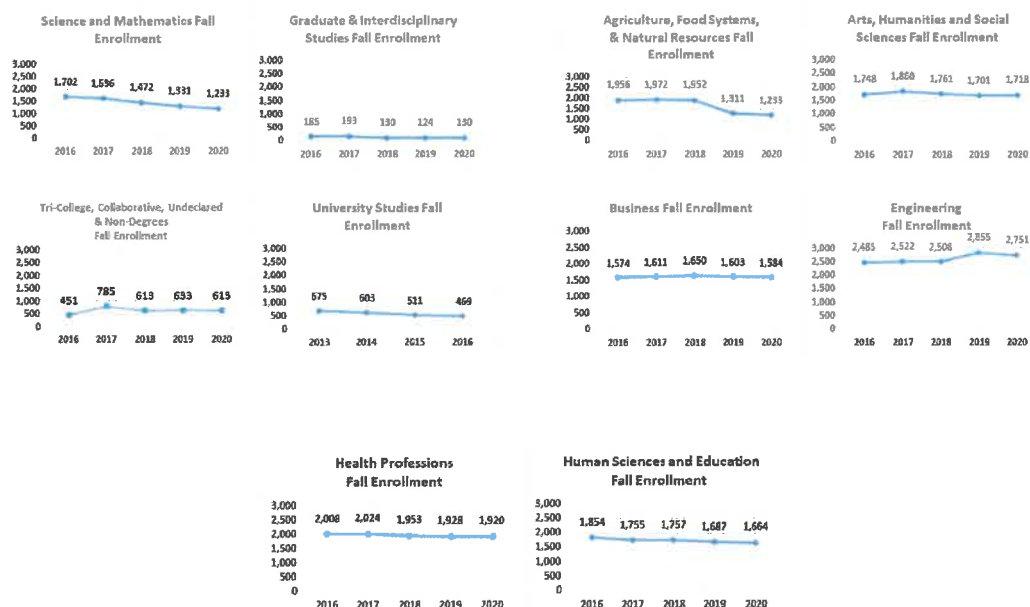 Science and Mathematics Fall
Enrollment
3,000
2,500
2,000
1,500
1,000
500
0
1,702 1,596 1,472 1,331 1,233
2016 2017 2018 2019 2020
Graduate & Interdisciplinary
Studies Fall Enrollment
3,000
2,500
2,000
1,500
1,000
500
0
185 193 130 124 130
2016 2017 2018 2019 2020
Agriculture, Food Systems,
& Natural Resources Fall
Enrollment
3,000
2,500
2,000
1,500
1,000
500
0
1,956 1,972 1,952 1,311 1,233
2016 2017 2018 2019 2020
Arts, Humanities and Social
Sciences Fall Enrollment
3,000
2,500
2,000
1,500
1,000
500
0
1,748 1,761 1,701 1,718
2016 2017 2018 2019 2020
Tri-College, Collaborative, Undeclared
& Non-Degrees
Fall Enrollment
3,000
2,500
2,000
1,500
1,000
500
0
451 785 613 615
2016 2017 2018 2019 2020
University Studies Fall
Enrollment
3,000
2,500
2,000
1,500
1,000
500
0
603
2013 2014 2015 2016
Business Fall Enrollment
3,000
2,500
2,000
1,500
1,000
500
0
1,574 1,611 1,650 1,603 1,584
2016 2017 2018 2019 2020
Engineering
Fall Enrollment
3,000
2,500
2,000
1,500
1,000
500
0
2,485 2,522 2,508 2,855 2,751
2016 2017 2018 2019 2020
Health Professions
Fall Enrollment
3,000
2,500
2,000
1,500
1,000
500
0
2,008 2,024 1,953 1,928 1,920
2016 2017 2018 2019 2020
Human Sciences and Education
Fall Enrollment
3,000
2,500
2,000
1,500
1,000
500
0
1,854 1,755 1,757 1,687 1,664
2016 2017 2018 2019 2020